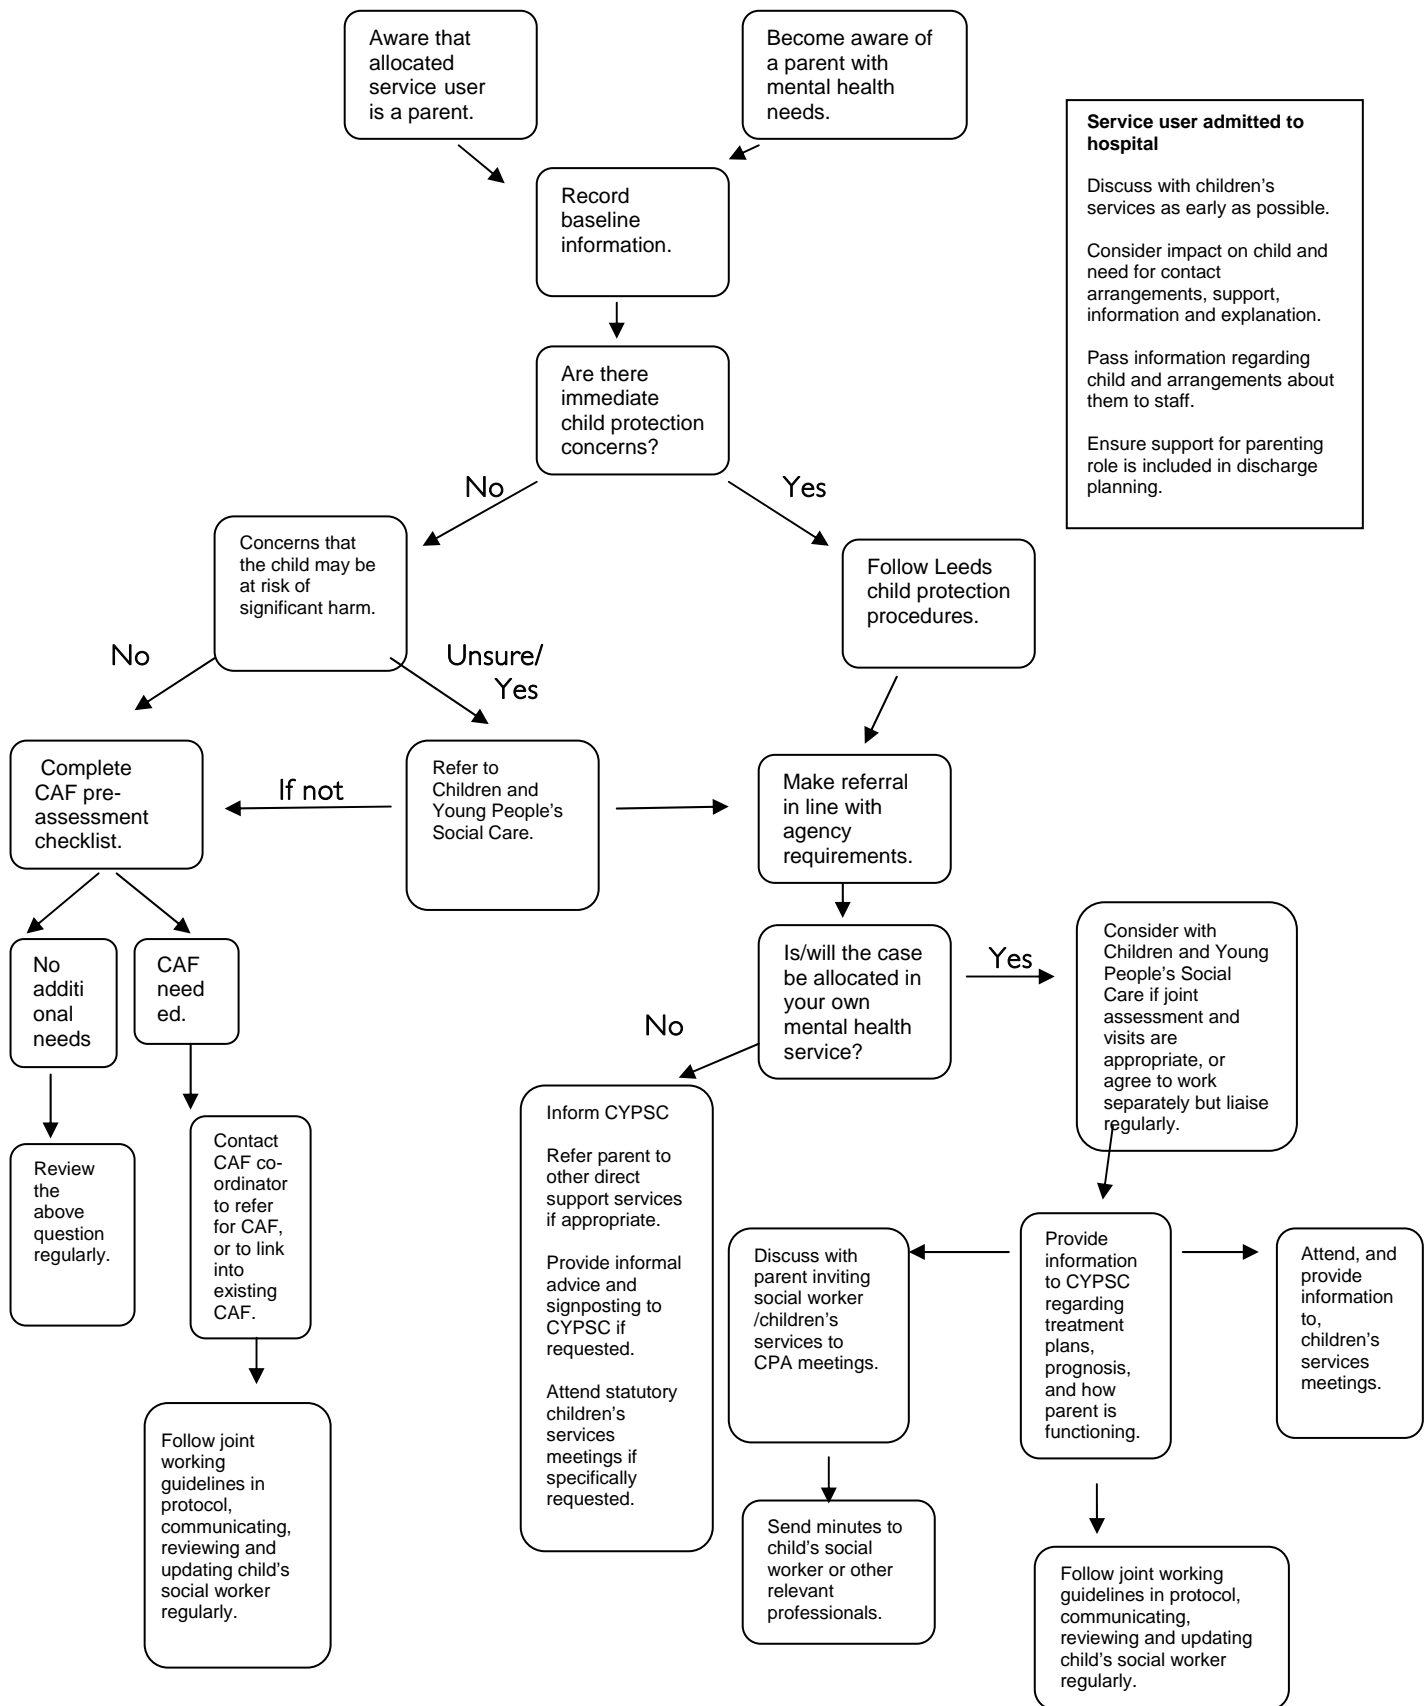 Aware that
allocated
service user
is a parent.
Become aware of
a parent with
mental health
needs.
Service user admitted to
hospital
Discuss with children's
services as early as possible.
Consider impact on child and
need for contact
arrangements, support,
information and explanation.
Pass information regarding
child and arrangements about
them to staff.
Ensure support for parenting
role is included in discharge
planning.
Record
baseline
information.
Are there
immediate
child protection
concerns?
No
Yes
Concerns that
the child may be
at risk of
significant harm.
Follow Leeds
child protection
procedures.
No
Unsure/
Yes
Complete
CAF pre-
assessment
checklist.
If not
Refer to
Children and
Young People's
Social Care.
Make referral
in line with
agency
requirements.
No
additi
onal
needs
CAF
need
ed.
Is/will the case
be allocated in
your own
mental health
service?
Yes
No
Consider with
Children and Young
People's Social
Care if joint
assessment and
visits are
appropriate, or
agree to work
separately but liaise
regularly.
Review
the
above
question
regularly.
Contact
CAF co-
ordinator
to refer
for CAF,
or to link
into
existing
CAF.
Inform CYPSC
Refer parent to
other direct
support services
if appropriate.
Provide informal
advice and
signposting to
CYPSC if
requested.
Attend statutory
children's
services
meetings if
specifically
requested.
Discuss with
parent inviting
social worker
/children's
services to
CPA meetings.
Provide
information
to CYPSC
regarding
treatment
plans,
prognosis,
and how
parent is
functioning.
Attend, and
provide
information
to,
children's
services
meetings.
Follow joint
working
guidelines in
protocol,
communicating,
reviewing and
updating child's
social worker
regularly.
Send minutes to
child's social
worker or other
relevant
professionals.
Follow joint working
guidelines in protocol,
communicating,
reviewing and updating
child's social worker
regularly.